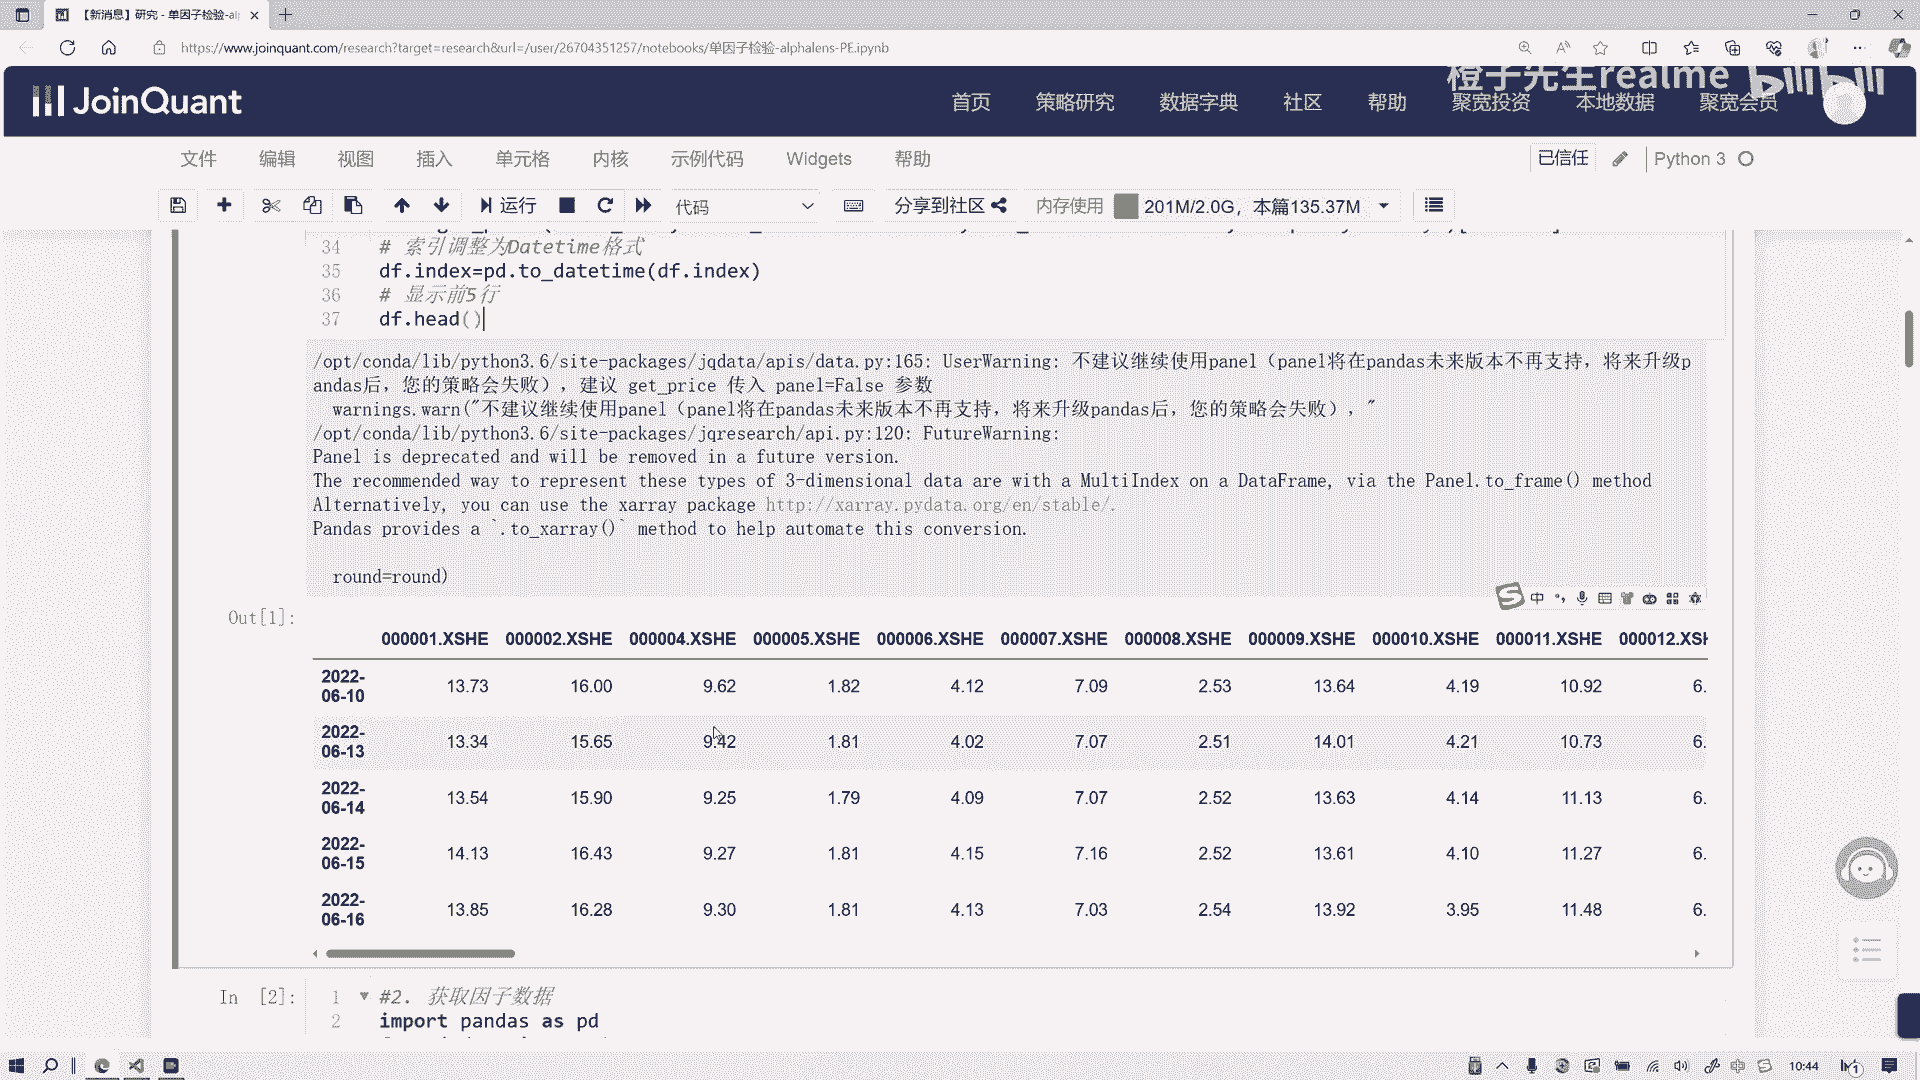 【新消息】研究 - 单因子检验-al
https://www.joinquant.com/research?target=research&url=/user/26704351257/notebooks/单因子检验-alphalens-PE.ipynb
橙子先生realme bilibili
JoinQuant 首页 策略研究 数据字典 社区 帮助 聚宽投资 本地数据 聚宽会员
文件 编辑 视图 插入 单元格 内核 示例代码 Widgets 帮助 已信任 Python 3
运行 代码 分享到社区 内存使用 201M/2.0G，本篇135.37M
34 # 索引调整为Datetime格式
35 df.index=pd.to_datetime(df.index)
36 # 显示前5行
37 df.head()
/opt/conda/lib/python3.6/site-packages/jqdata/apis/data.py:165: UserWarning: 不建议继续使用panel（panel将在pandas未来版本不再支持，将来升级p
andas后，您的策略会失败），建议 get_price 传入 panel=False 参数
warnings.warn("不建议继续使用panel（panel将在pandas未来版本不再支持，将来升级pandas后，您的策略会失败），"
/opt/conda/lib/python3.6/site-packages/jqresearch/api.py:120: FutureWarning:
Panel is deprecated and will be removed in a future version.
The recommended way to represent these types of 3-dimensional data are with a MultiIndex on a DataFrame, via the Panel.to_frame() method
Alternatively, you can use the xarray package http://xarray.pydata.org/en/stable/.
Pandas provides a `.to_xarray()` method to help automate this conversion.
round=round)
中
Out[1]:
000001.XSHE 000002.XSHE 000004.XSHE 000005.XSHE 000006.XSHE 000007.XSHE 000008.XSHE 000009.XSHE 000010.XSHE 000011.XSHE 000012.XSH
2022-06-10 13.73 16.00 9.62 1.82 4.12 7.09 2.53 13.64 4.19 10.92 6.
2022-06-13 13.34 15.65 9.42 1.81 4.02 7.07 2.51 14.01 4.21 10.73 6.
2022-06-14 13.54 15.90 9.25 1.79 4.09 7.07 2.52 13.63 4.14 11.13 6.
2022-06-15 14.13 16.43 9.27 1.81 4.15 7.16 2.52 13.61 4.10 11.27 6.
2022-06-16 13.85 16.28 9.30 1.81 4.13 7.03 2.54 13.92 3.95 11.48 6.
In [2]: 1 #2. 获取因子数据
2 import pandas as pd
10:44